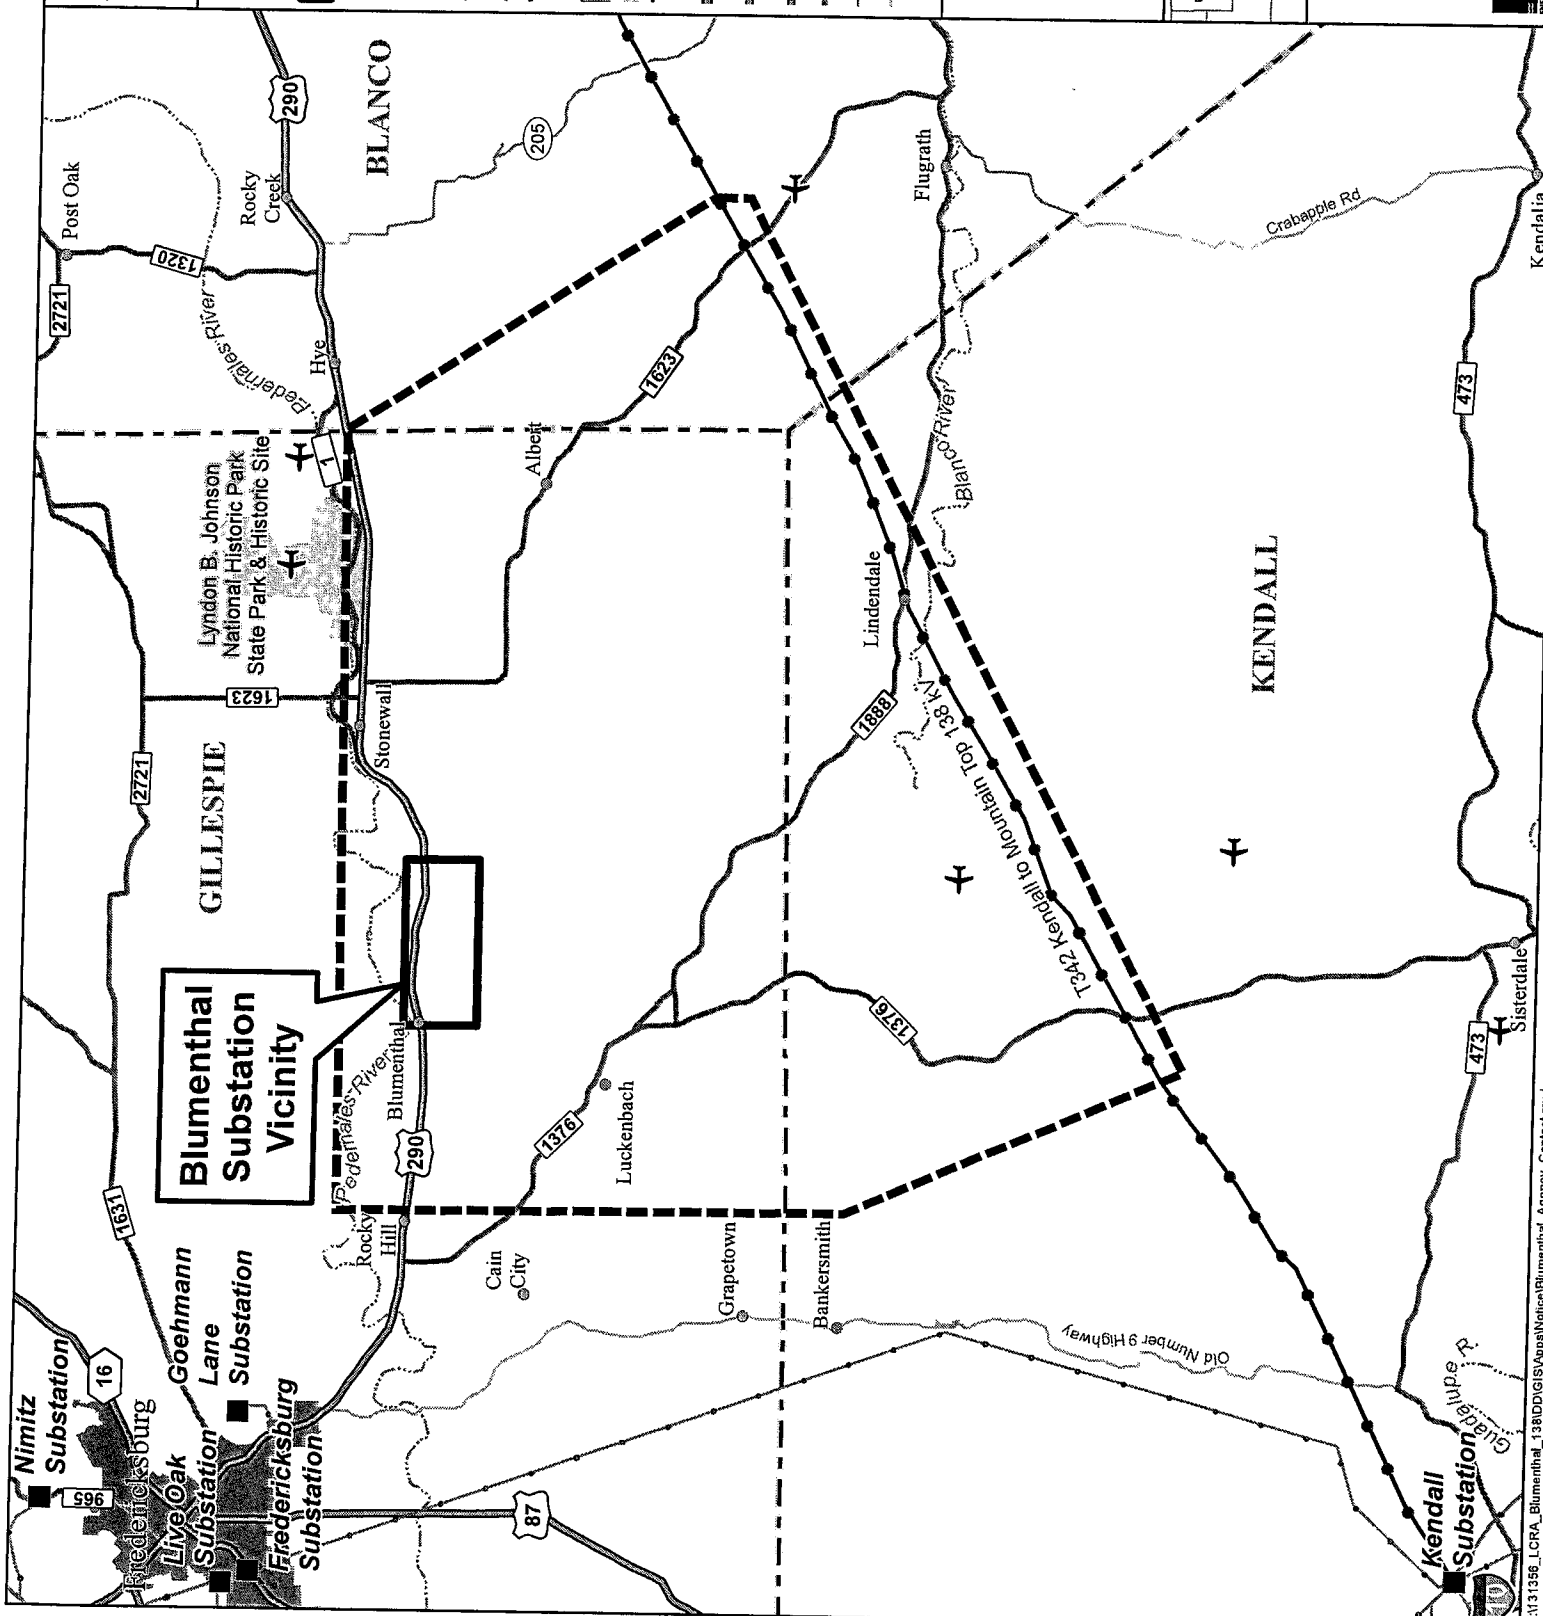 Nimitz
Substation
965
16
Fredericksburg
Goehmann
Lane
Substation
Live Oak
Substation
Fredericksburg
Substation
87
1631
2721
GILLESPIE
1623
2721
Post Oak
1320
Rocky
Creek
290
BLANCO
205
Hye
Pedernales River
1
Lyndon B. Johnson
National Historic Park
State Park & Historic Site
Stonewall
Albert
1623
Blumenthal
Substation
Vicinity
Blumenthal
Pedernales River
290
Rocky
Hill
Cain
City
1376
Luckenbach
Grapetown
Bankersmith
Old Number 9 Highway
1376
1888
Lindendale
Blanco River
Flugrath
Crabapple Rd
T342 Kendall to Mountain Top 138 kV
KENDALL
473
Kendalia
Sisterdale
473
Guadalupe R.
Kendall
Substation